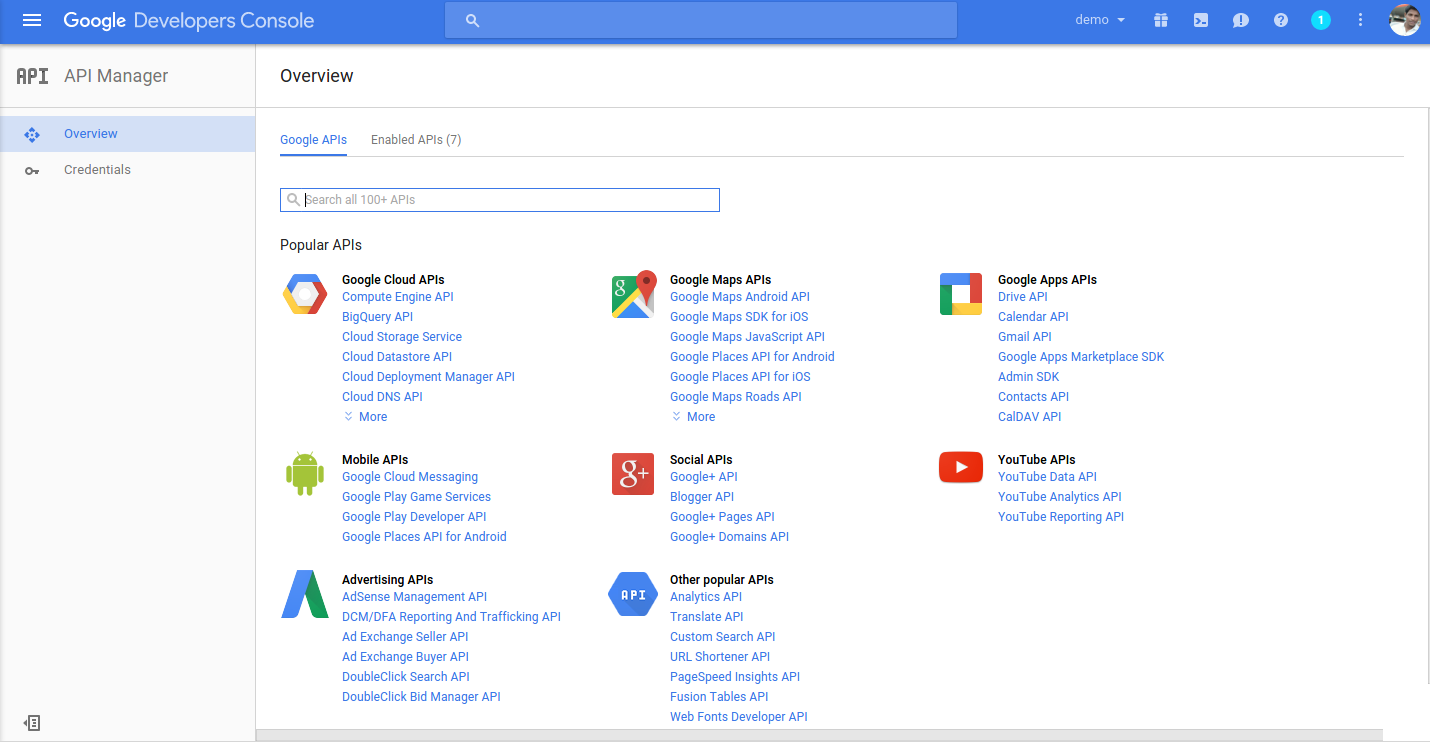 Google Developers Console
demo
1
API API Manager
Overview
Credentials
Overview
Google APIs
Enabled APIs (7)
Search all 100+ APIs
Popular APIs
Google Cloud APIs
Compute Engine API
BigQuery API
Cloud Storage Service
Cloud Datastore API
Cloud Deployment Manager API
Cloud DNS API
More
Google Maps APIs
Google Maps Android API
Google Maps SDK for iOS
Google Maps JavaScript API
Google Places API for Android
Google Places API for iOS
Google Maps Roads API
More
Google Apps APIs
Drive API
Calendar API
Gmail API
Google Apps Marketplace SDK
Admin SDK
Contacts API
CalDAV API
Mobile APIs
Google Cloud Messaging
Google Play Game Services
Google Play Developer API
Google Places API for Android
g+
Social APIs
Google+ API
Blogger API
Google+ Pages API
Google+ Domains API
YouTube APIs
YouTube Data API
YouTube Analytics API
YouTube Reporting API
Advertising APIs
AdSense Management API
DCM/DFA Reporting And Trafficking API
Ad Exchange Seller API
Ad Exchange Buyer API
DoubleClick Search API
DoubleClick Bid Manager API
API
Other popular APIs
Analytics API
Translate API
Custom Search API
URL Shortener API
PageSpeed Insights API
Fusion Tables API
Web Fonts Developer API